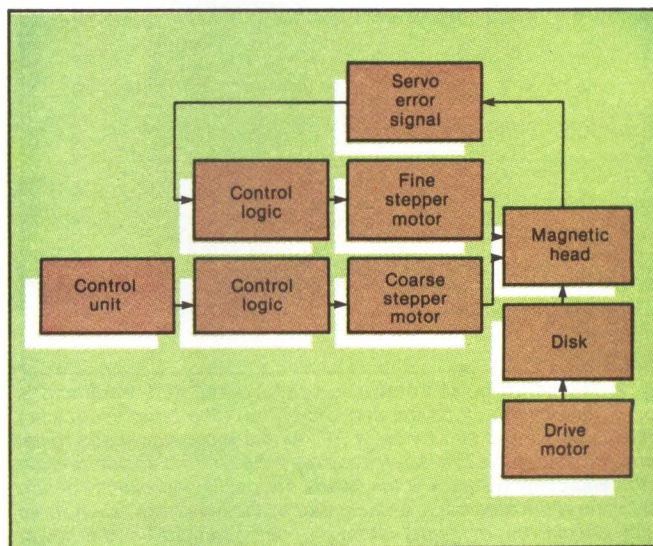 Servo
error
signal
Control
logic
Fine
stepper
motor
Magnetic
head
Control
unit
Control
logic
Coarse
stepper
motor
Disk
Drive
motor